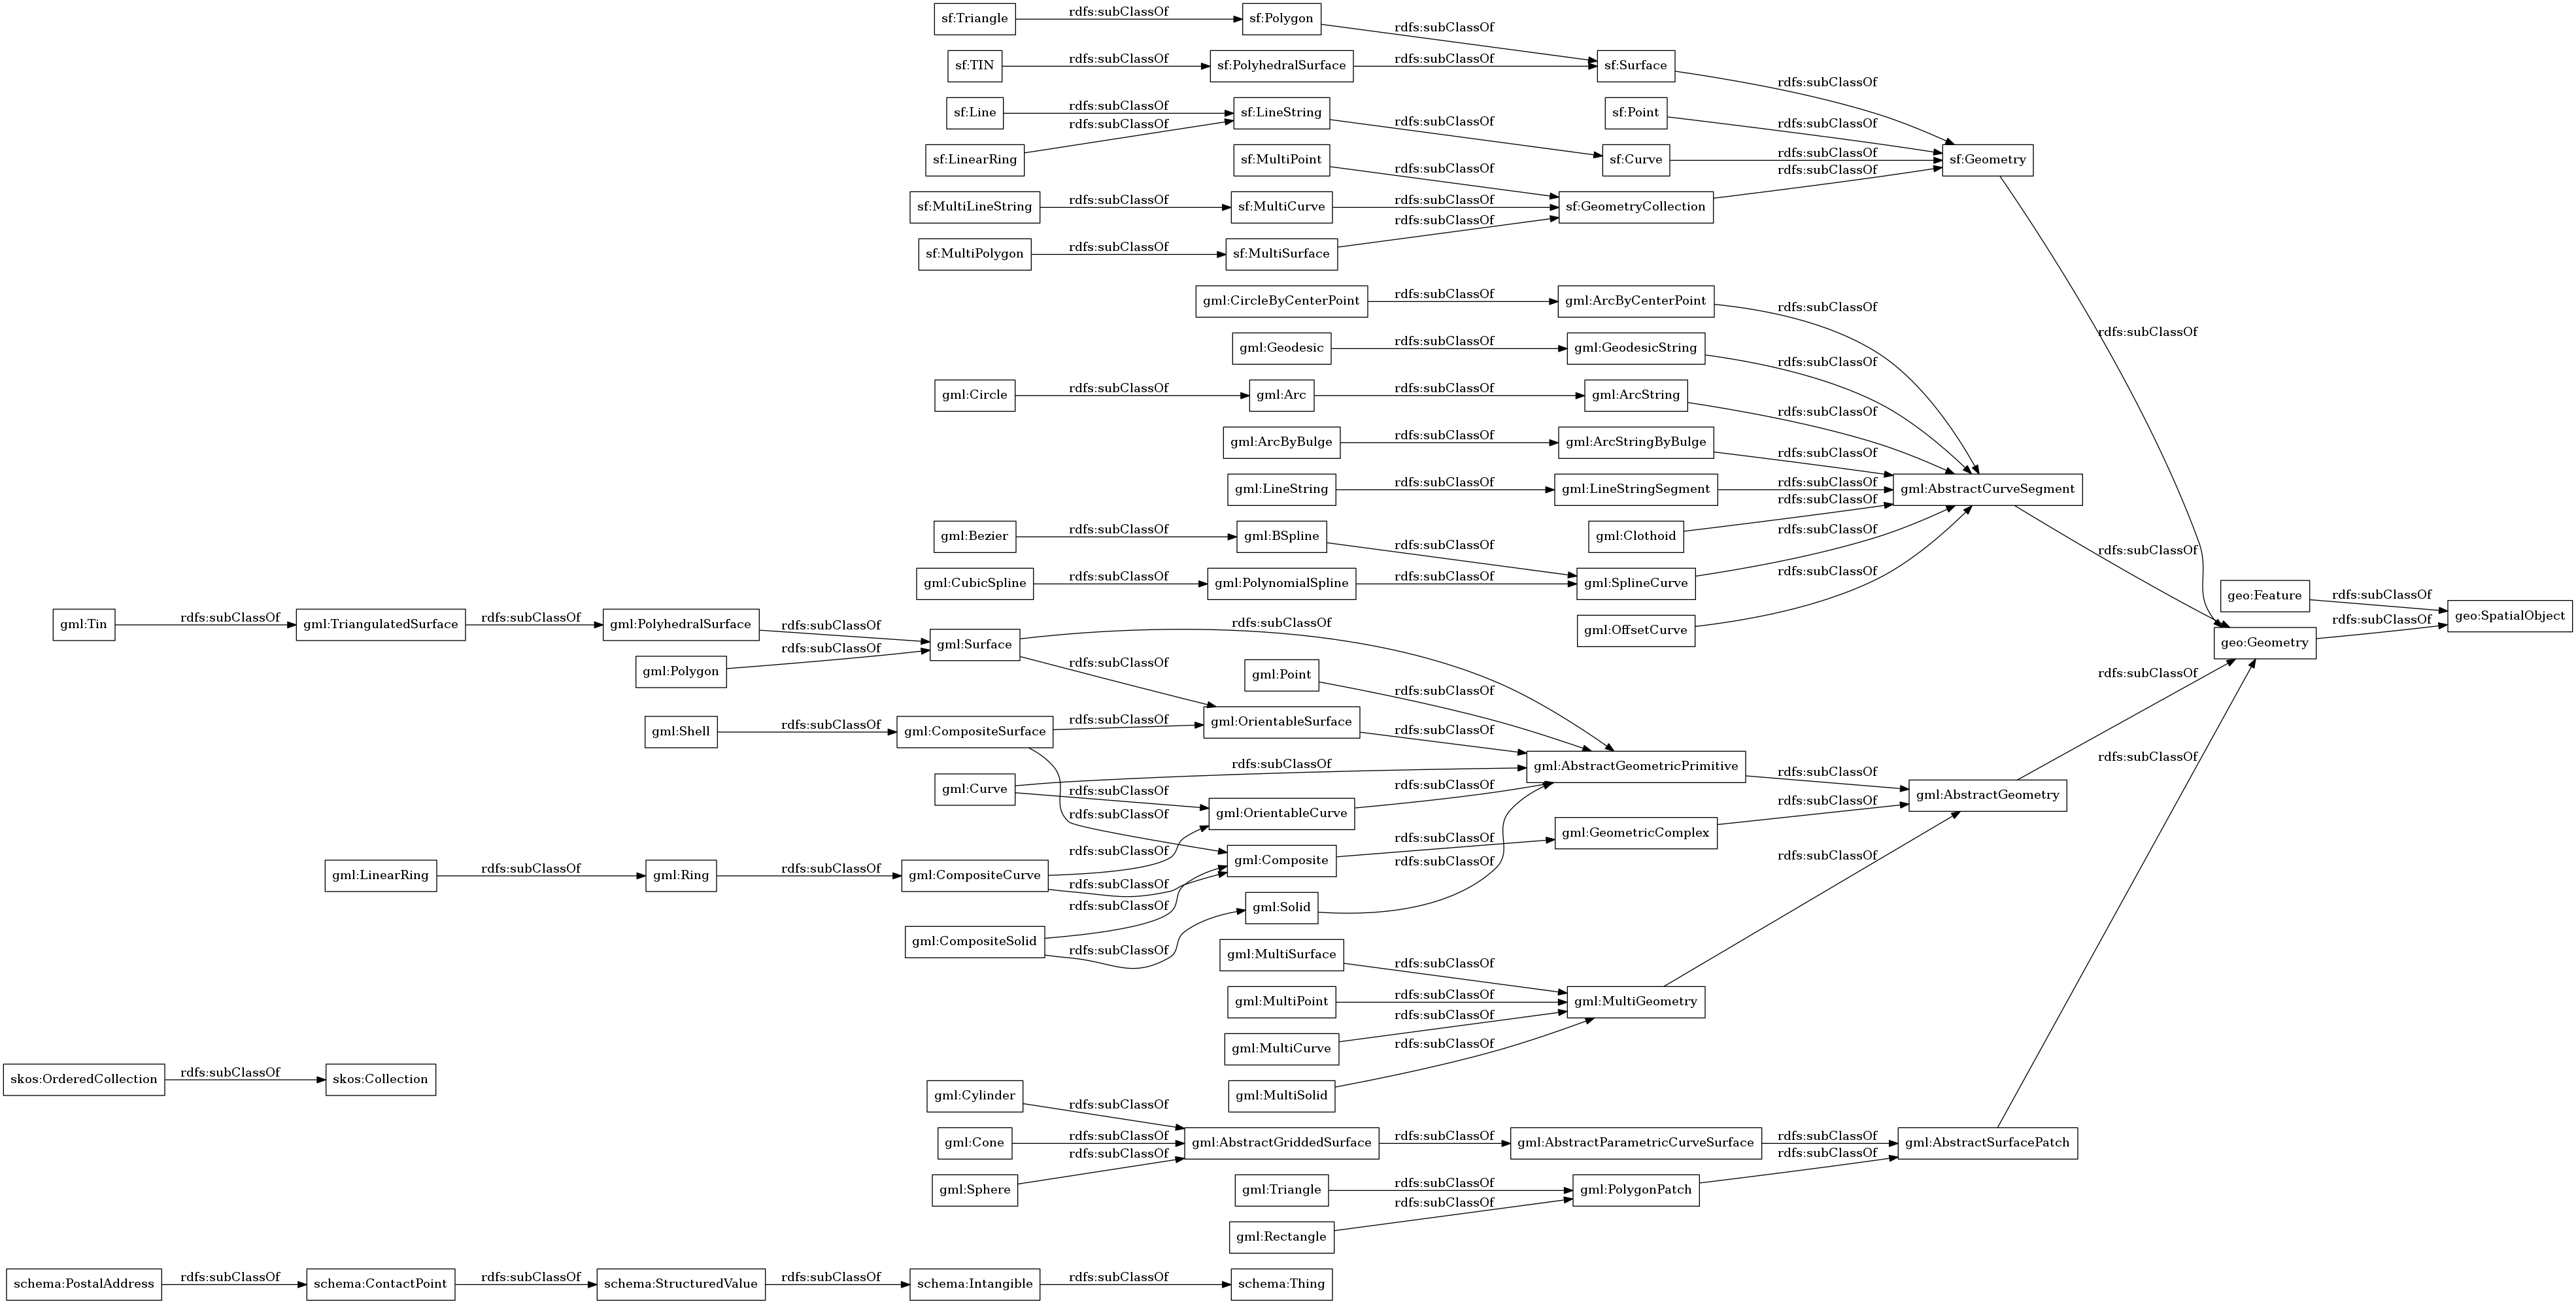 sf:Triangle rdfs:subClassOf sf:Polygon rdfs:subClassOf
sf:TIN rdfs:subClassOf sf:PolyhedralSurface rdfs:subClassOf sf:Surface rdfs:subClassOf
sf:Line rdfs:subClassOf sf:LineString rdfs:subClassOf sf:Point rdfs:subClassOf
sf:LinearRing rdfs:subClassOf sf:MultiPoint rdfs:subClassOf sf:Curve rdfs:subClassOf sf:Geometry rdfs:subClassOf
sf:MultiLineString rdfs:subClassOf sf:MultiCurve rdfs:subClassOf sf:GeometryCollection rdfs:subClassOf
sf:MultiPolygon rdfs:subClassOf sf:MultiSurface rdfs:subClassOf
gml:CircleByCenterPoint rdfs:subClassOf gml:ArcByCenterPoint rdfs:subClassOf
gml:Geodesic rdfs:subClassOf gml:GeodesicString rdfs:subClassOf
gml:Circle rdfs:subClassOf gml:Arc rdfs:subClassOf gml:ArcString rdfs:subClassOf
gml:ArcByBulge rdfs:subClassOf gml:ArcStringByBulge rdfs:subClassOf
gml:LineString rdfs:subClassOf gml:LineStringSegment rdfs:subClassOf gml:AbstractCurveSegment rdfs:subClassOf
gml:Bezier rdfs:subClassOf gml:BSpline rdfs:subClassOf gml:Clothoid rdfs:subClassOf
gml:CubicSpline rdfs:subClassOf gml:PolynomialSpline rdfs:subClassOf gml:SplineCurve rdfs:subClassOf
geo:Feature rdfs:subClassOf geo:SpatialObject
gml:Tin rdfs:subClassOf gml:TriangulatedSurface rdfs:subClassOf gml:PolyhedralSurface rdfs:subClassOf
gml:OffsetCurve rdfs:subClassOf
geo:Geometry rdfs:subClassOf
gml:Polygon rdfs:subClassOf gml:Surface rdfs:subClassOf rdfs:subClassOf
gml:Point rdfs:subClassOf
gml:Shell rdfs:subClassOf gml:CompositeSurface rdfs:subClassOf rdfs:subClassOf gml:OrientableSurface rdfs:subClassOf
gml:AbstractGeometricPrimitive rdfs:subClassOf
gml:Curve rdfs:subClassOf rdfs:subClassOf gml:OrientableCurve rdfs:subClassOf
gml:AbstractGeometry rdfs:subClassOf
gml:GeometricComplex rdfs:subClassOf
gml:Composite rdfs:subClassOf
gml:LinearRing rdfs:subClassOf gml:Ring rdfs:subClassOf gml:CompositeCurve rdfs:subClassOf rdfs:subClassOf
gml:Solid rdfs:subClassOf
gml:CompositeSolid rdfs:subClassOf rdfs:subClassOf
gml:MultiSurface rdfs:subClassOf
gml:MultiPoint rdfs:subClassOf gml:MultiGeometry rdfs:subClassOf
gml:MultiCurve rdfs:subClassOf
skos:OrderedCollection rdfs:subClassOf skos:Collection
gml:MultiSolid rdfs:subClassOf
gml:Cylinder rdfs:subClassOf
gml:Cone rdfs:subClassOf gml:AbstractGriddedSurface rdfs:subClassOf gml:AbstractParametricCurveSurface rdfs:subClassOf gml:AbstractSurfacePatch rdfs:subClassOf
gml:Sphere rdfs:subClassOf
gml:Triangle rdfs:subClassOf gml:PolygonPatch rdfs:subClassOf
gml:Rectangle rdfs:subClassOf
schema:PostalAddress rdfs:subClassOf schema:ContactPoint rdfs:subClassOf schema:StructuredValue rdfs:subClassOf schema:Intangible rdfs:subClassOf schema:Thing